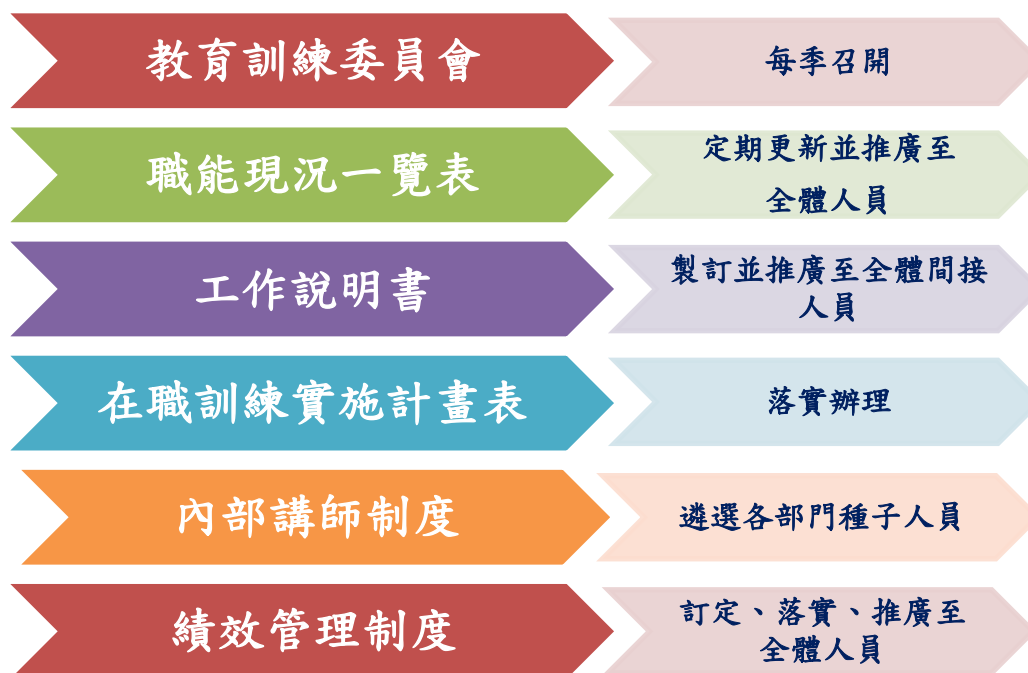 教育訓練委員會
每季召開
職能現況一覽表
定期更新並推廣至
全體人員
工作說明書
製訂並推廣至全體間接
人員
在職訓練實施計畫表
落實辦理
內部講師制度
遴選各部門種子人員
績效管理制度
訂定、落實、推廣至
全體人員